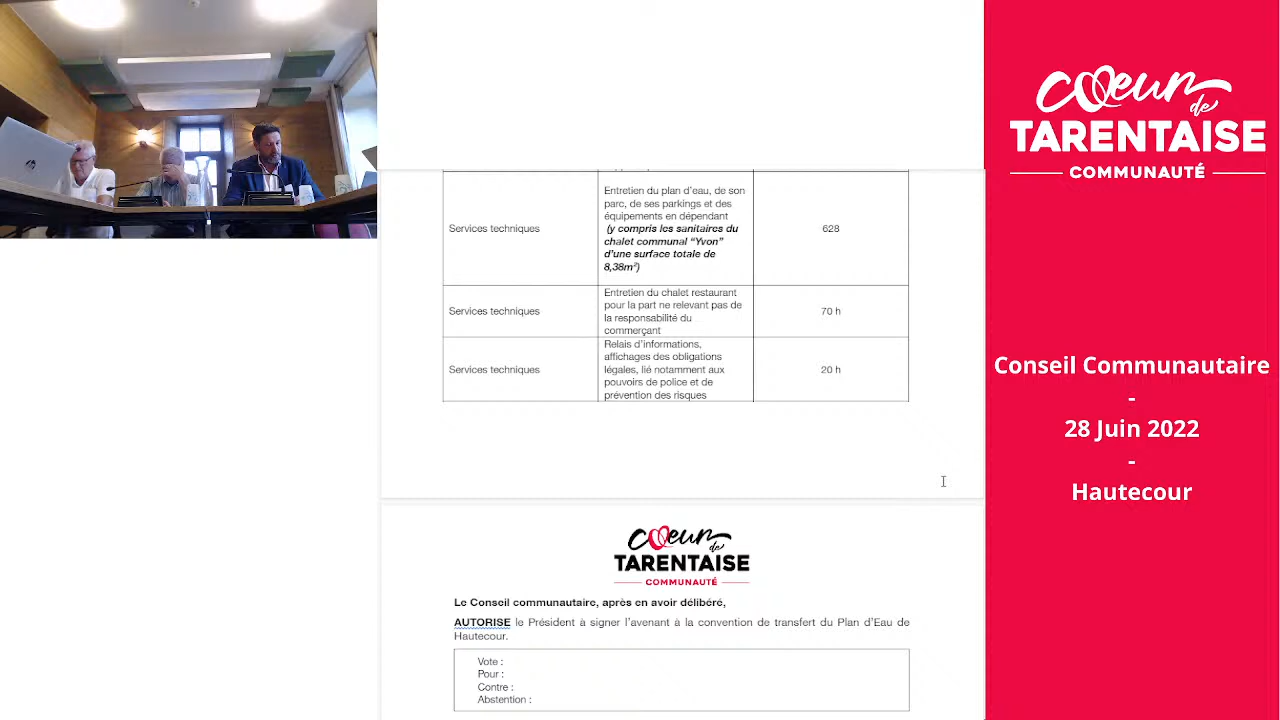 Services techniques
Entretien du plan d’eau, de son
parc, de ses parkings et des
équipements en dépendant
(y compris les sanitaires du
chalet communal “Yvon”
d’une surface totale de
8,38m²)
628
Services techniques
Entretien du chalet restaurant
pour la part ne relevant pas de
la responsabilité du
commerçant
70 h
Services techniques
Relais d’informations,
affichages des obligations
légales, lié notamment aux
pouvoirs de police et de
prévention des risques
20 h
Cœur
de
TARENTAISE
COMMUNAUTÉ
Le Conseil communautaire, après en avoir délibéré,
AUTORISE le Président à signer l’avenant à la convention de transfert du Plan d’Eau de
Hautecour.
Vote :
Pour :
Contre :
Abstention :
Cœur
de
TARENTAISE
COMMUNAUTÉ
Conseil Communautaire
-
28 Juin 2022
-
Hautecour